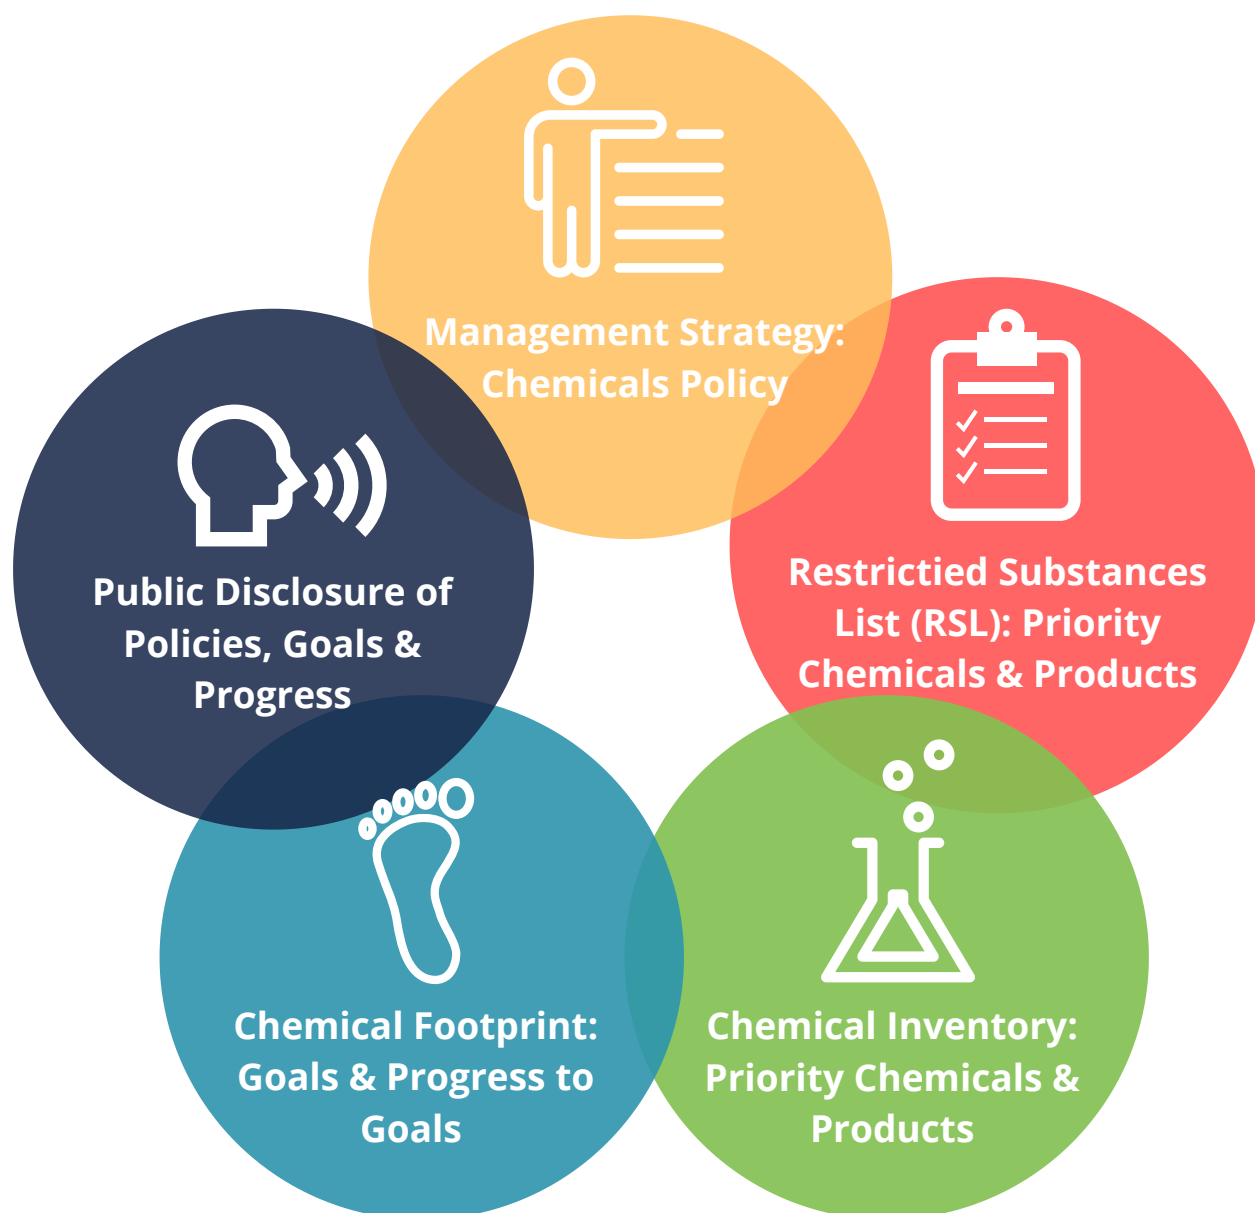 Management Strategy:
Chemicals Policy
Restrictied Substances
List (RSL): Priority
Chemicals & Products
Chemical Inventory:
Priority Chemicals &
Products
Chemical Footprint:
Goals & Progress to
Goals
Public Disclosure of
Policies, Goals &
Progress